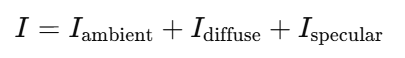 I = I_ambient + I_diffuse + I_specular